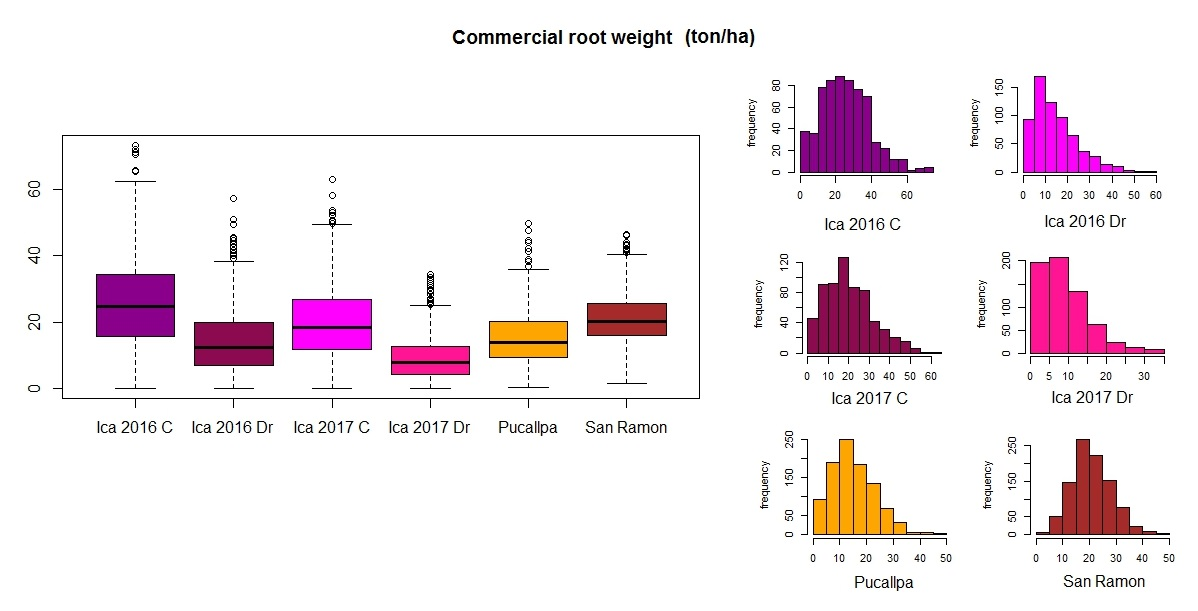 Commercial root weight (ton/ha)
0 20 40 60
Ica 2016 C Ica 2016 Dr Ica 2017 C Ica 2017 Dr Pucallpa San Ramon
frequency
0 20 40 60 80
0 20 40 60
Ica 2016 C
frequency
0 50 100 150
0 10 20 30 40 50 60
Ica 2016 Dr
frequency
0 40 80 120
0 10 20 30 40 50 60
Ica 2017 C
frequency
0 50 100 200
0 5 10 20 30
Ica 2017 Dr
frequency
0 50 150 250
0 10 20 30 40 50
Pucallpa
frequency
0 50 150 250
0 10 20 30 40 50
San Ramon